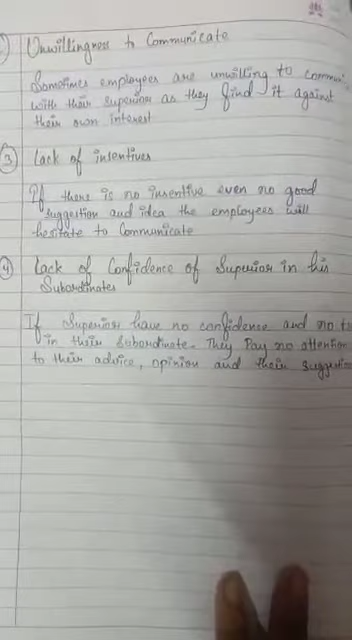 Unwillingness to Communicate
Sometimes employees are unwilling to
with their superior as they find it against
their own interest
3 Lack of insentives
If there is no insentive even no good
suggestion and idea the employees will
hesitate to Communicate
4 Lack of Confidence of Superior in his
Subordinates
If Superior have no confidence and no
in their Subordinate. They Pay no attention
to their advice, opinion and their